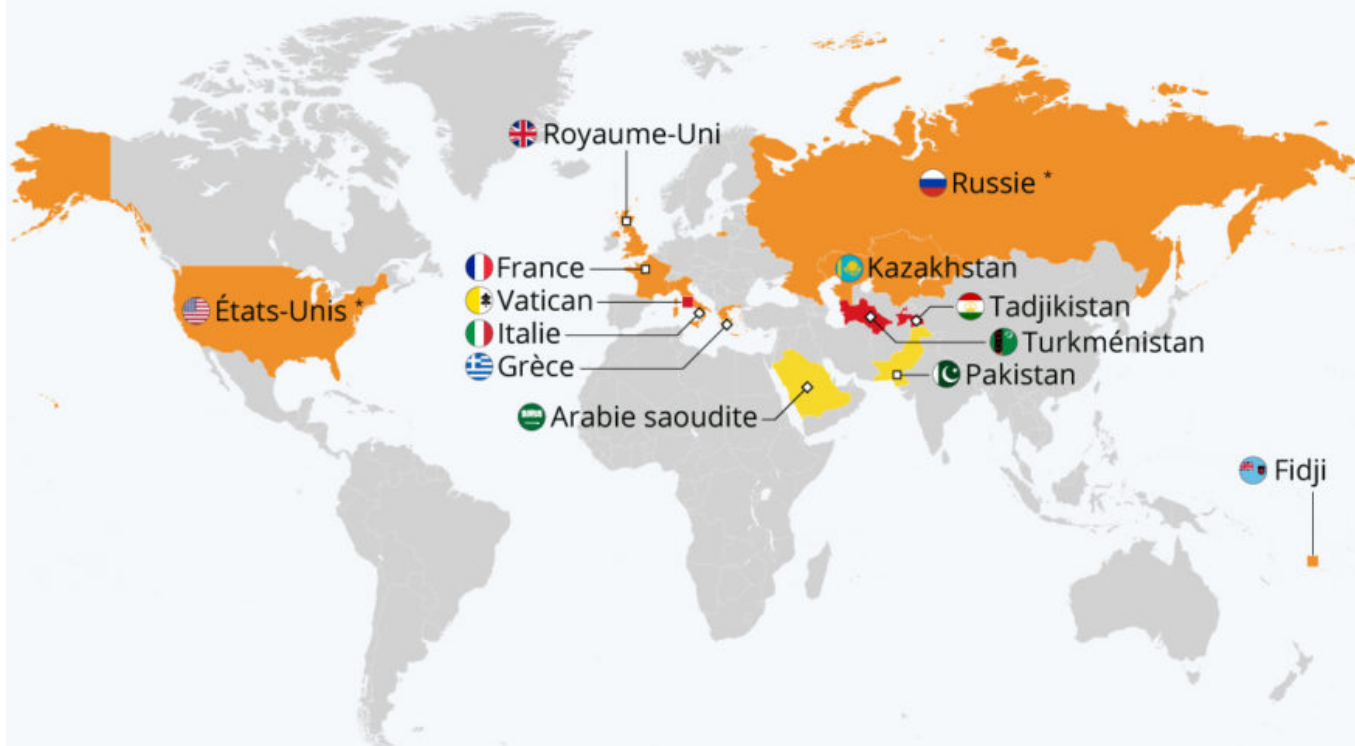 Royaume-Uni
Russie *
France
Kazakhstan
Vatican
États-Unis *
Tadjikistan
Italie
Turkménistan
Grèce
Pakistan
Arabie saoudite
Fidji